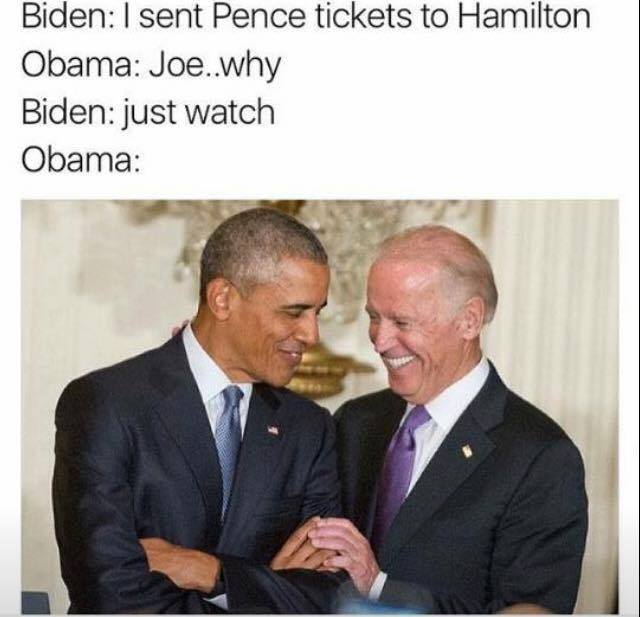 Biden: I sent Pence tickets to Hamilton
Obama: Joe..why
Biden: just watch
Obama: